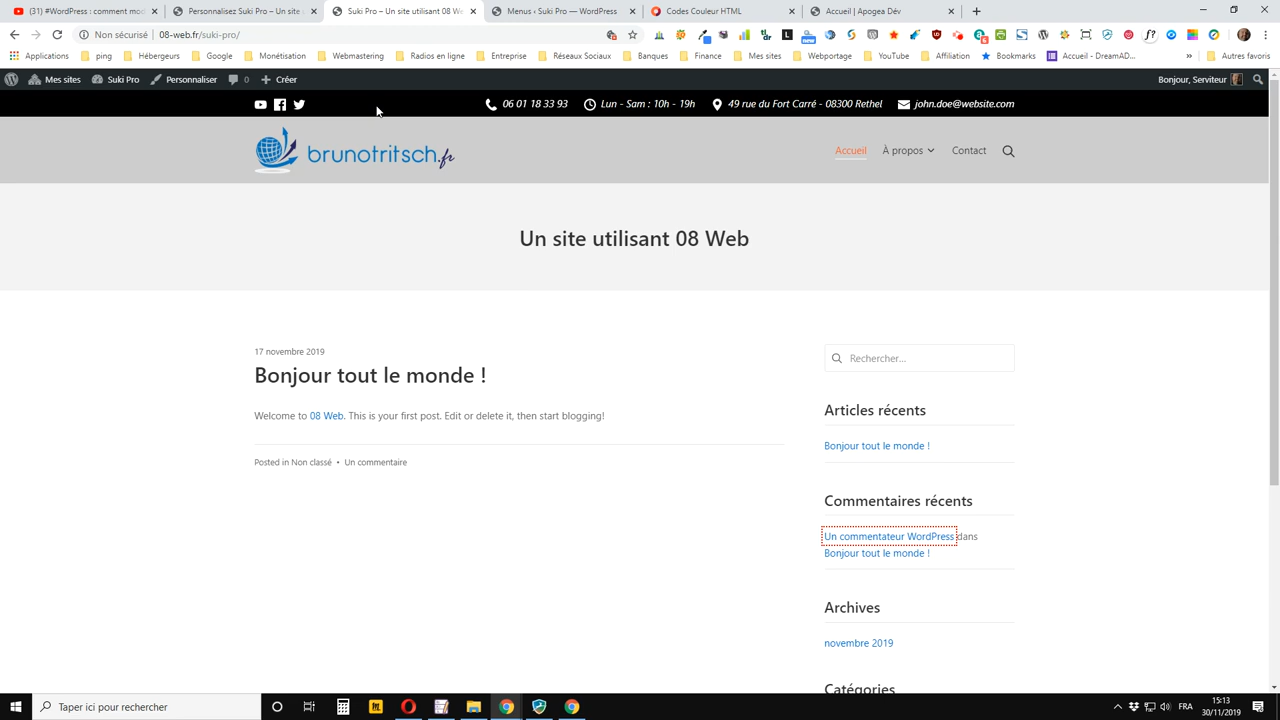 (31) #WordPress : comment mod
Personnalisez Suki Pro – Un site
Suki Pro – Un site utilisant 08 We
Menus ‹ Suki Pro — WordPress
Codes Couleur HTML
Accueil | Apogea Dév
Non sécurisé | 08-web.fr/suki-pro/
Applications
ping
Hébergeurs
Google
Monétisation
Webmastering
Radios en ligne
Entreprise
Réseaux Sociaux
Banques
Finance
Mes sites
Webportage
YouTube
Affiliation
Bookmarks
Accueil - DreamAD...
»
Autres favoris
Mes sites
Suki Pro
Personnaliser
0
Créer
Bonjour, Serviteur
06 01 18 33 93
Lun - Sam : 10h - 19h
49 rue du Fort Carré - 08300 Rethel
john.doe@website.com
brunotritsch.fr
Accueil
À propos
Contact
Un site utilisant 08 Web
17 novembre 2019
Bonjour tout le monde !
Welcome to 08 Web. This is your first post. Edit or delete it, then start blogging!
Posted in Non classé • Un commentaire
Rechercher...
Articles récents
Bonjour tout le monde !
Commentaires récents
Un commentateur WordPress dans
Bonjour tout le monde !
Archives
novembre 2019
Catégories
Taper ici pour rechercher
FRA
15:13
30/11/2019